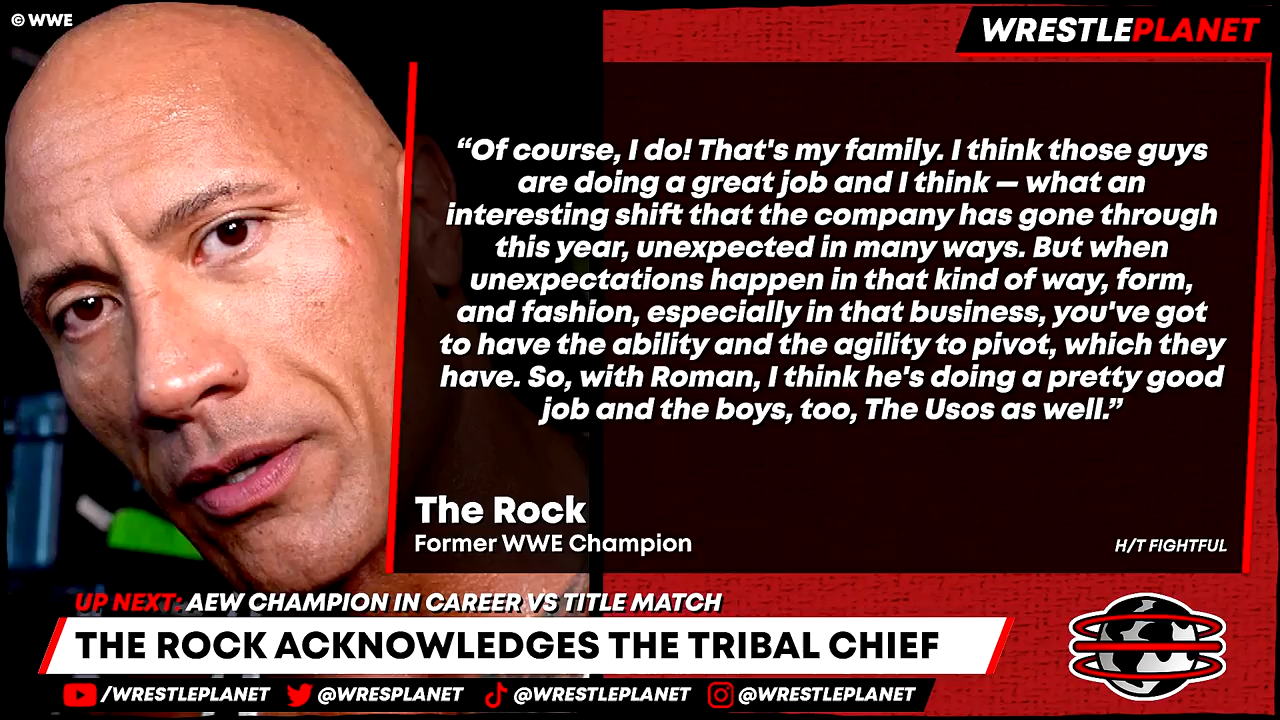 © WWE
WRESTLEPLANET
“Of course, I do! That's my family. I think those guys
are doing a great job and I think – what an
interesting shift that the company has gone through
this year, unexpected in many ways. But when
unexpectations happen in that kind of way, form,
and fashion, especially in that business, you've got
to have the ability and the agility to pivot, which they
have. So, with Roman, I think he's doing a pretty good
job and the boys, too, The Usos as well.”
The Rock
Former WWE Champion
H/T FIGHTFUL
UP NEXT: AEW CHAMPION IN CAREER VS TITLE MATCH
THE ROCK ACKNOWLEDGES THE TRIBAL CHIEF
/WRESTLEPLANET @WRESPLANET @WRESTLEPLANET @WRESTLEPLANET